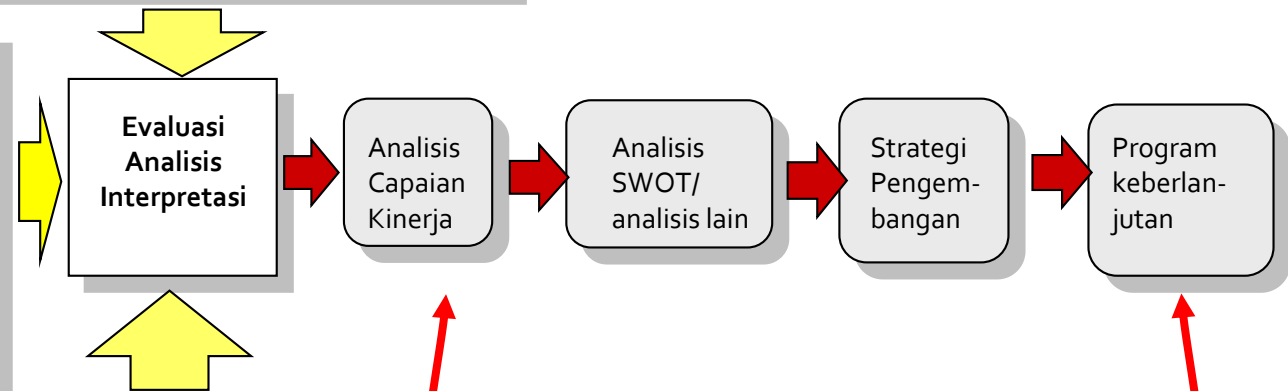 Evaluasi
Analisis
Interpretasi
Analisis
Capaian
Kinerja
Analisis
SWOT/
analisis lain
Strategi
Pengem-
bangan
Program
keberlan-
jutan